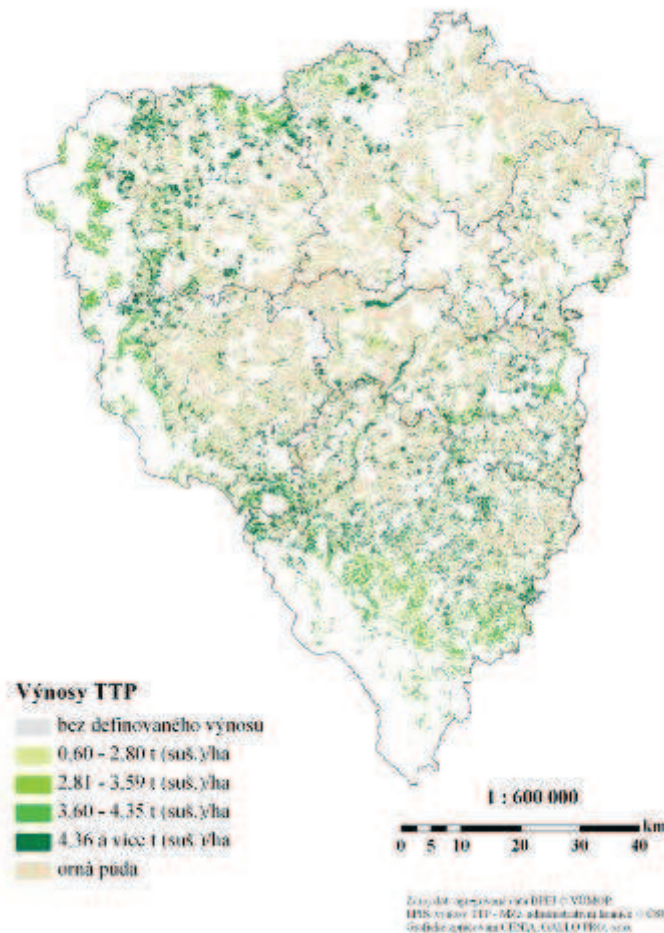 Výnosy TTP
bez definovaného výnosu
0,60 - 2.80 t (suš.)/ha
2,81 - 3.59 t (suš.)/ha
3.60 - 4.35 t (suš.)/ha
4.36 a více t (suš.)/ha
orná půda
1 : 600 000
km
0 5 10 20 30 40